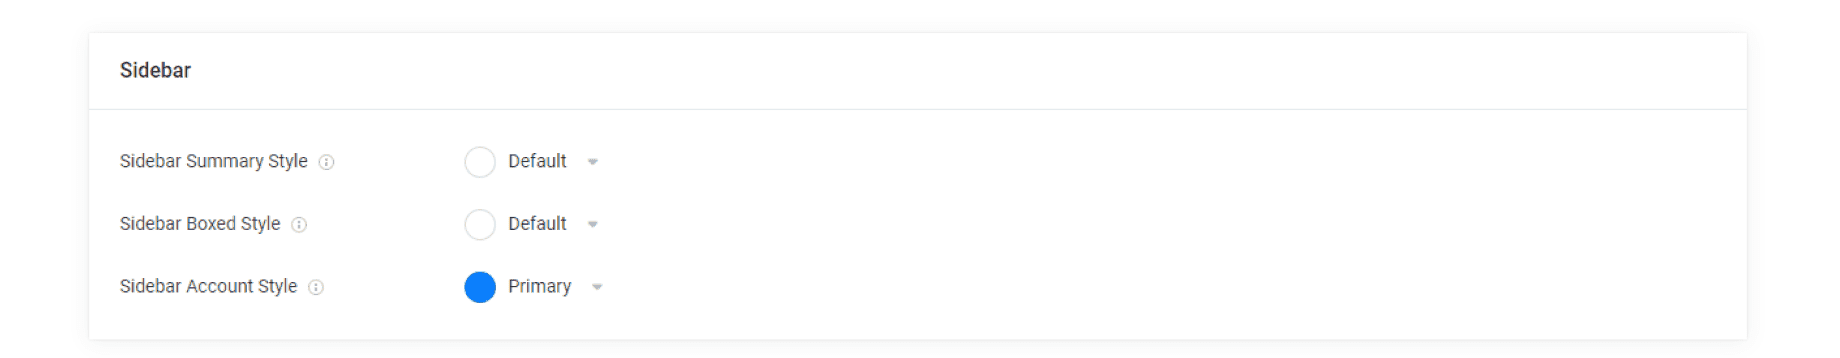 Sidebar
Sidebar Summary Style Default
Sidebar Boxed Style Default
Sidebar Account Style Primary